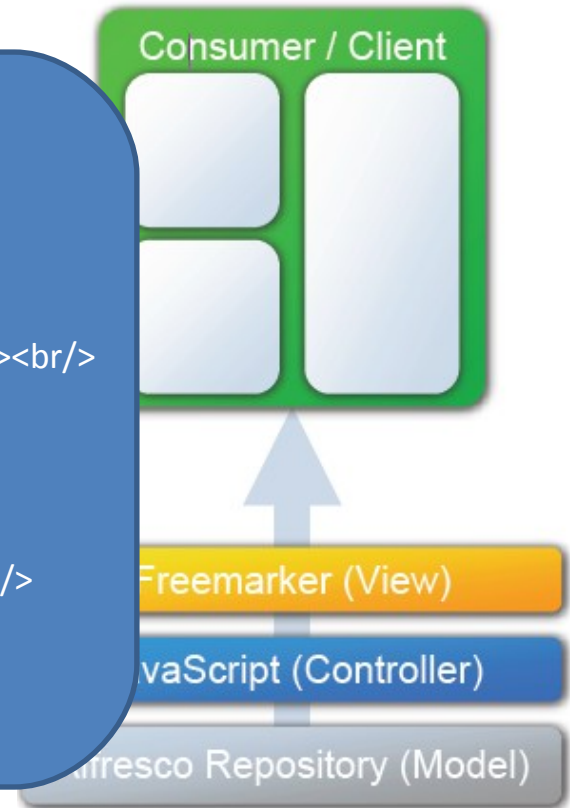 Consumer / Client
><br/>
/>
Freemarker (View)
vaScript (Controller)
lfresco Repository (Model)